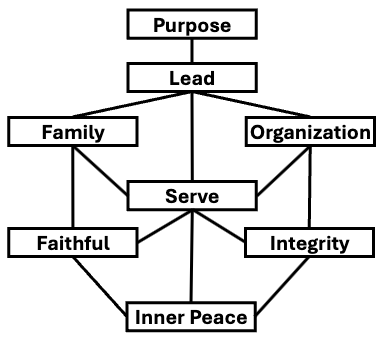 Purpose
Lead
Family
Organization
Serve
Faithful
Integrity
Inner Peace